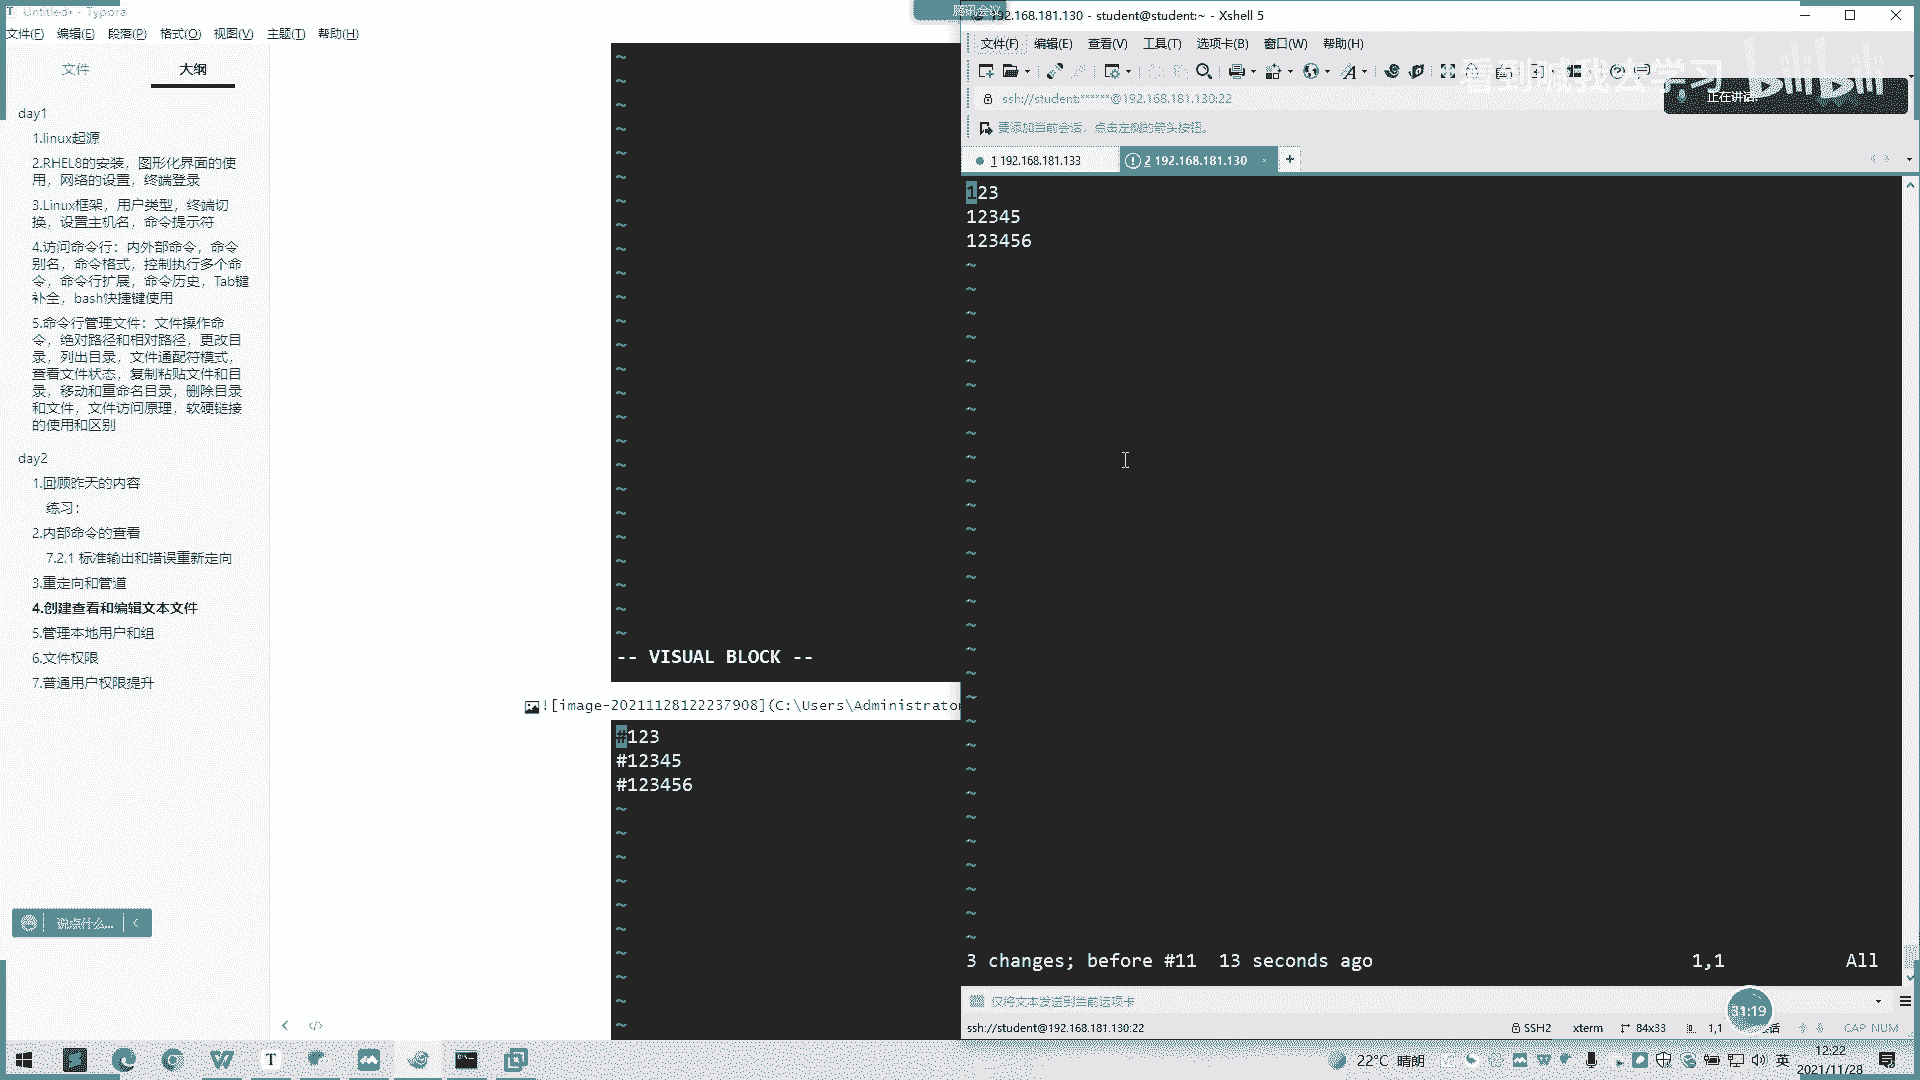 Untitled• - Typora
文件(F) 编辑(E) 段落(P) 格式(O) 视图(V) 主题(T) 帮助(H)
文件 大纲
day1
1.linux起源
2.RHEL8的安装，图形化界面的使
用，网络的设置，终端登录
3.Linux框架，用户类型，终端切
换，设置主机名，命令提示符
4.访问命令行：内外部命令，命令
别名，命令格式，控制执行多个命
令，命令行扩展，命令历史，Tab键
补全，bash快捷键使用
5.命令行管理文件：文件操作命
令，绝对路径和相对路径，更改目
录，列出目录，文件通配符模式，
查看文件状态，复制粘贴文件和目
录，移动和重命名目录，删除目录
和文件，文件访问原理，软硬链接
的使用和区别
day2
1.回顾昨天的内容
练习：
2.内部命令的查看
7.2.1 标准输出和错误重新走向
3.重定向和管道
4.创建查看和编辑文本文件
5.管理本地用户和组
6.文件权限
7.普通用户权限提升
说点什么...
-- VISUAL BLOCK --
![image-20211128122237908](C:\Users\Administrato
#123
#12345
#123456
腾讯会议
192.168.181.130 - student@student:~ - Xshell 5
文件(F) 编辑(E) 查看(V) 工具(T) 选项卡(B) 窗口(W) 帮助(H)
看到喊我去学习 bilibili
正在讲话:
ssh://student:******@192.168.181.130:22
要添加当前会话，点击左侧的箭头按钮。
1 192.168.181.133 2 192.168.181.130
123
12345
123456
3 changes; before #11 13 seconds ago 1,1 All
仅将文本发送到当前选项卡
31:19
ssh://student@192.168.181.130:22 SSH2 xterm 84x33 1,1 CAP NUM
22°C 晴朗 英 12:22
2021/11/28